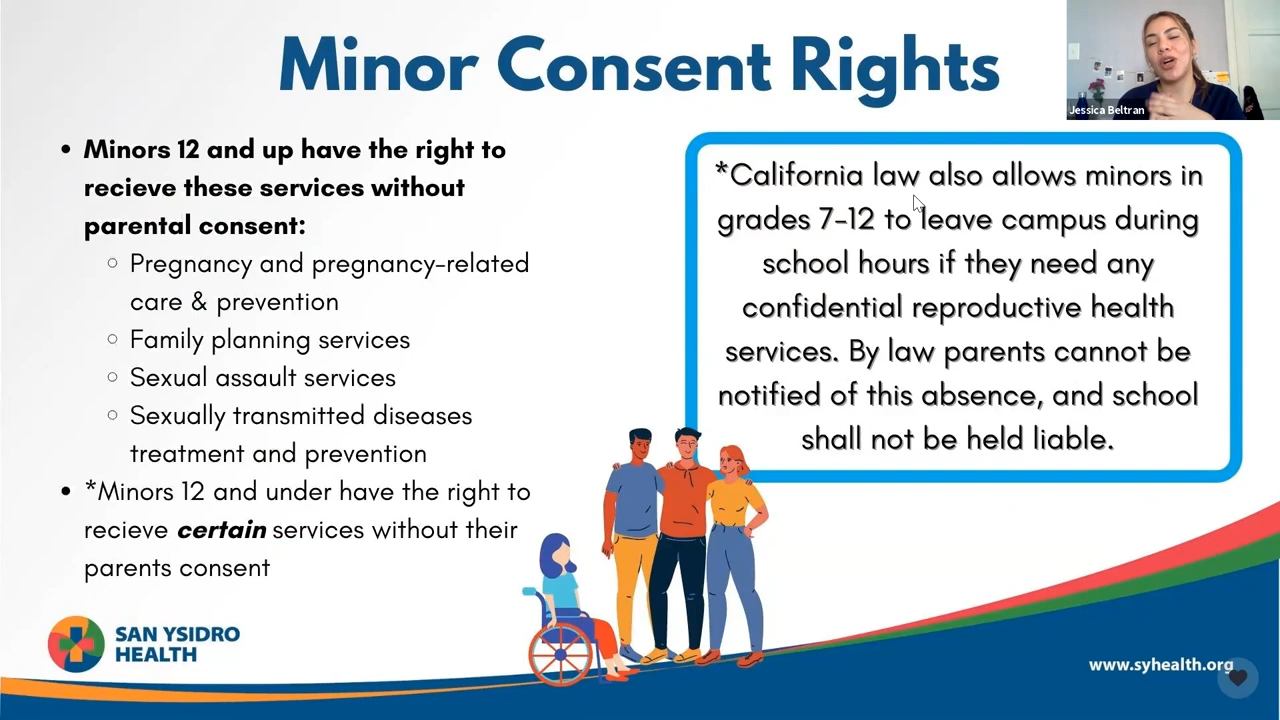 Minor Consent Rights
Jessica Beltran
• Minors 12 and up have the right to
recieve these services without
parental consent:
○ Pregnancy and pregnancy-related
care & prevention
○ Family planning services
○ Sexual assault services
○ Sexually transmitted diseases
treatment and prevention
• *Minors 12 and under have the right to
recieve certain services without their
parents consent
*California law also allows minors in
grades 7-12 to leave campus during
school hours if they need any
confidential reproductive health
services. By law parents cannot be
notified of this absence, and school
shall not be held liable.
SAN YSIDRO
HEALTH
www.syhealth.org